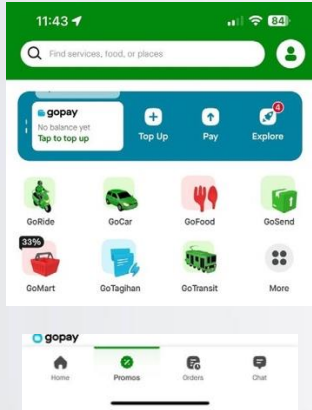 11:43
84
Find services, food, or places
gopay
No balance yet
Tap to top up
Top Up
Pay
4
Explore
GoRide
GoCar
GoFood
GoSend
33%
GoMart
GoTagihan
GoTransit
More
gopay
Home
Promos
Orders
Chat